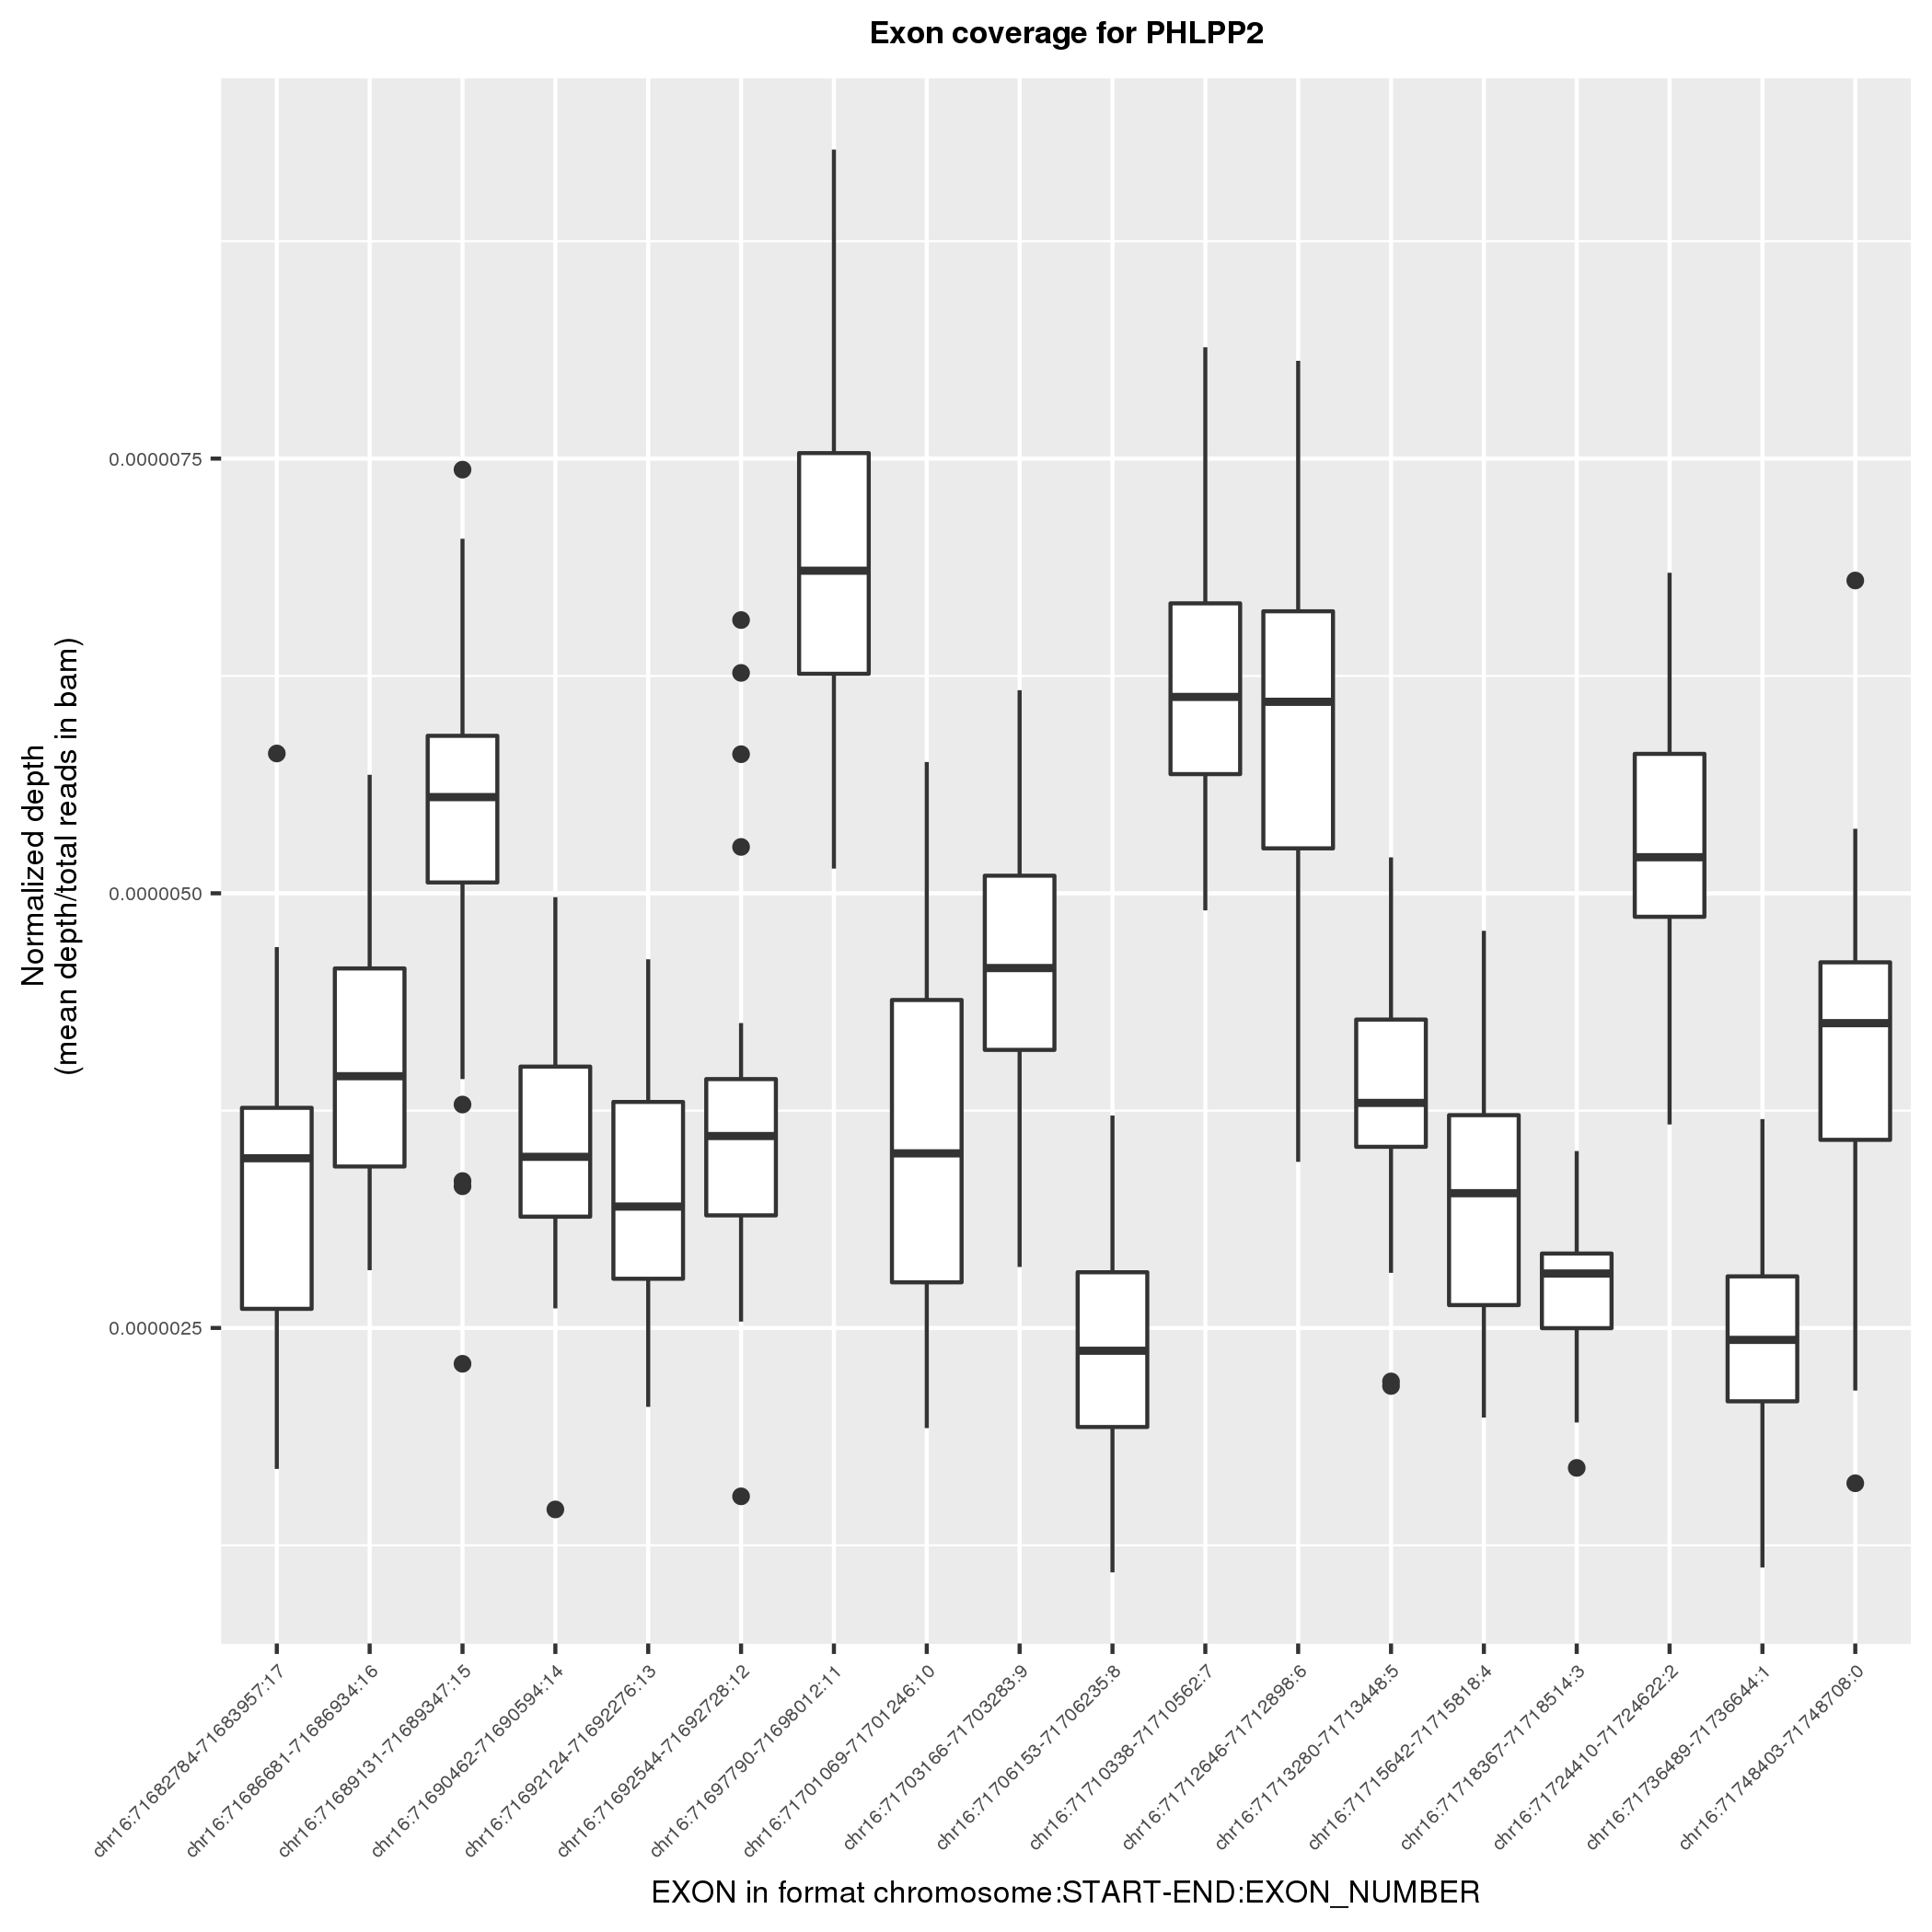 Exon coverage for PHLPP2
Normalized depth
(mean depth/total reads in bam)
0.0000075
0.0000050
0.0000025
chr16:71682784-71683957:17
chr16:71686681-71686934:16
chr16:71689131-71689347:15
chr16:71690462-71690594:14
chr16:71692124-71692276:13
chr16:71692544-71692728:12
chr16:71697790-71698012:11
chr16:71701069-71701246:10
chr16:71703166-71703283:9
chr16:71706153-71706235:8
chr16:71710338-71710562:7
chr16:71712646-71712898:6
chr16:71713280-71713448:5
chr16:71715642-71715818:4
chr16:71718367-71718514:3
chr16:71724410-71724622:2
chr16:71736489-71736644:1
chr16:71748403-71748708:0
EXON in format chromosome:START-END:EXON_NUMBER